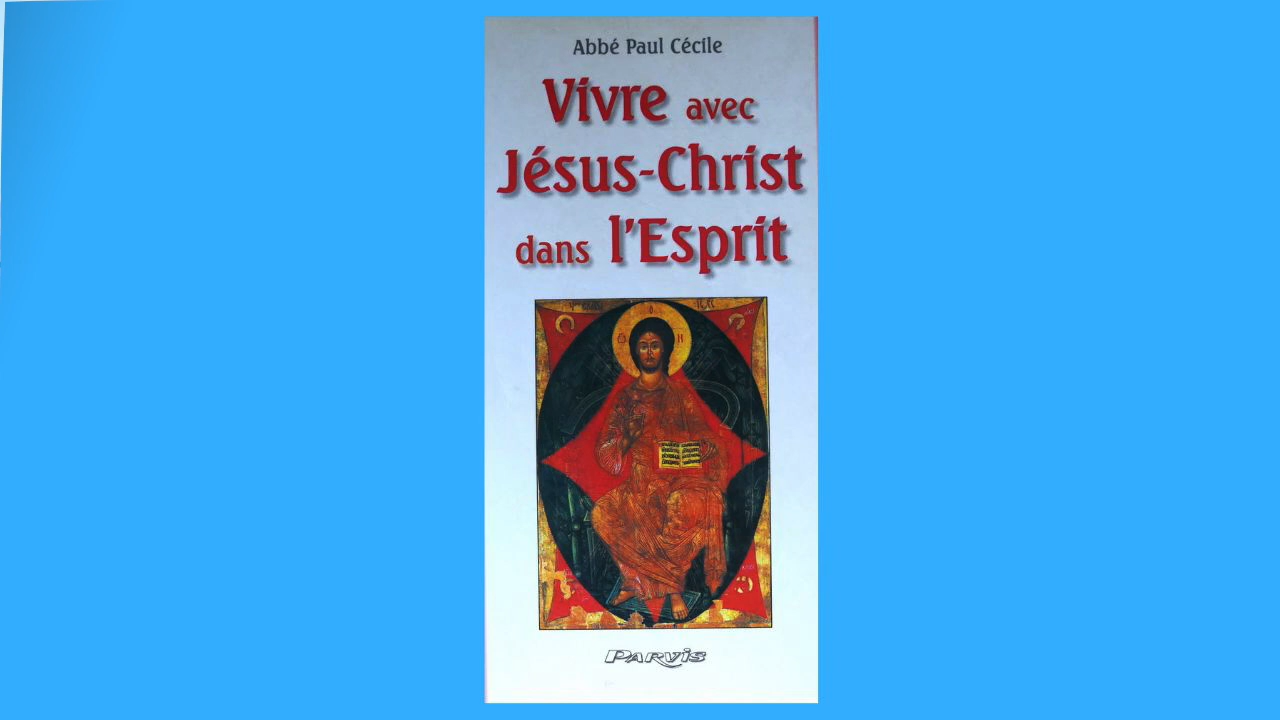 Abbé Paul Cécile
Vivre avec
Jésus-Christ
dans l'Esprit
PARVIS